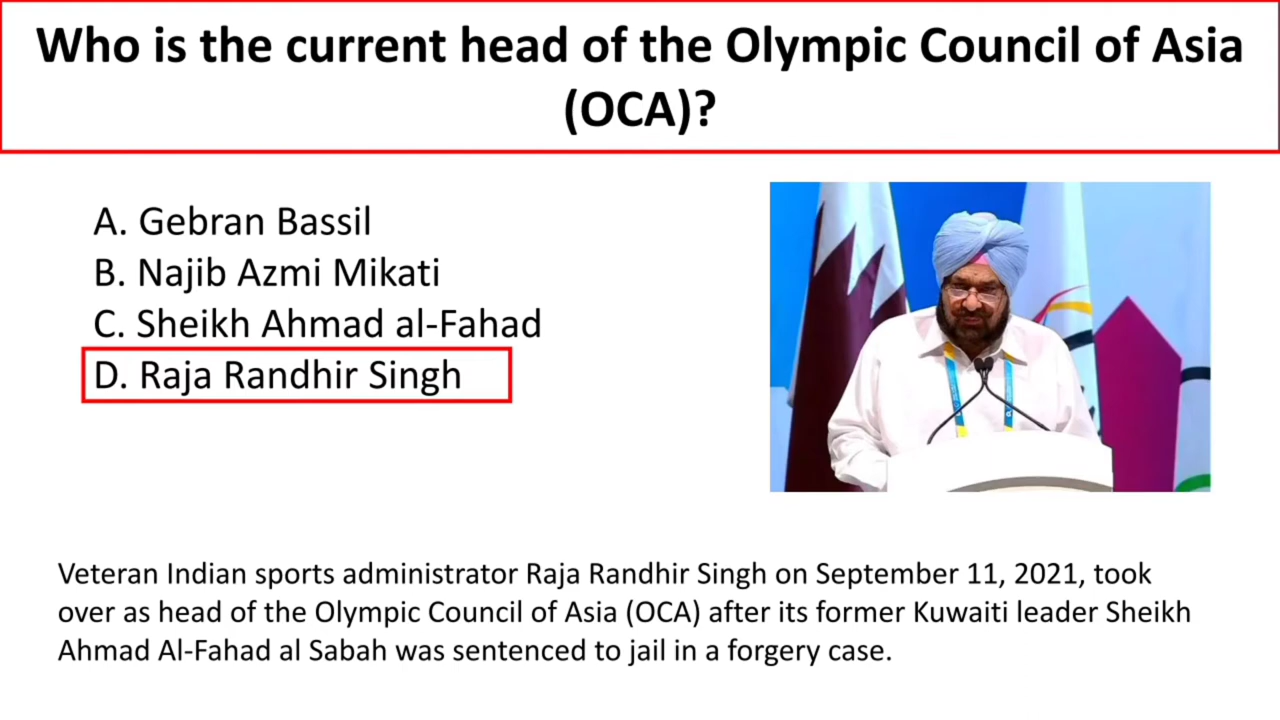 Who is the current head of the Olympic Council of Asia
(OCA)?
A. Gebran Bassil
B. Najib Azmi Mikati
C. Sheikh Ahmad al-Fahad
D. Raja Randhir Singh
Veteran Indian sports administrator Raja Randhir Singh on September 11, 2021, took
over as head of the Olympic Council of Asia (OCA) after its former Kuwaiti leader Sheikh
Ahmad Al-Fahad al Sabah was sentenced to jail in a forgery case.